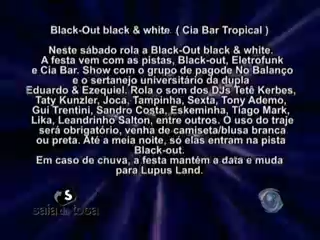 Black-Out black & white. ( Cia Bar Tropical )
Neste sábado rola a Black-Out black & white.
A festa vem com as pistas, Black-out, Eletrofunk
e Cia Bar. Show com o grupo de pagode No Balanço
e o sertanejo universitário da dupla
Eduardo & Ezequiel. Rola o som dos DJs Tetê Kerbes,
Taty Kunzler, Joca, Tampinha, Sexta, Tony Ademo,
Gui Trentini, Sandro Costa, Eskeminha, Tiago Mark,
Lika, Leandrinho Salton, entre outros. O uso do traje
será obrigatório, venha de camiseta/blusa branca
ou preta. Até a meia noite, só elas entram na pista
Black-out.
Em caso de chuva, a festa mantém a data e muda
para Lupus Land.
saia da toca